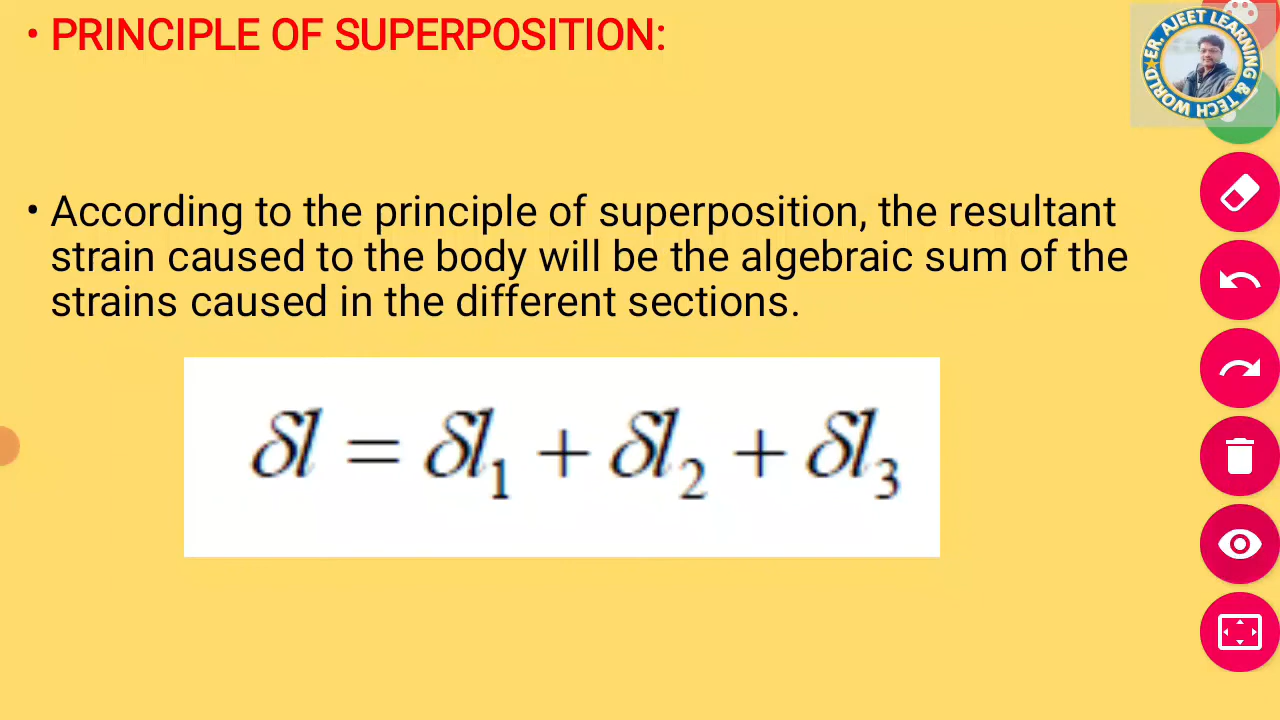 • PRINCIPLE OF SUPERPOSITION:
ER. AJEET LEARNING & TECH WORLD
• According to the principle of superposition, the resultant
strain caused to the body will be the algebraic sum of the
strains caused in the different sections.
δl = δl₁ + δl₂ + δl₃